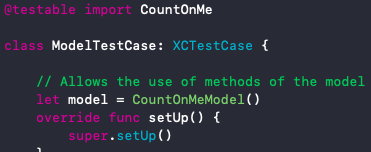 @testable import CountOnMe
class ModelTestCase: XCTestCase {
// Allows the use of methods of the model
let model = CountOnMeModel()
override func setUp() {
super.setUp()
}